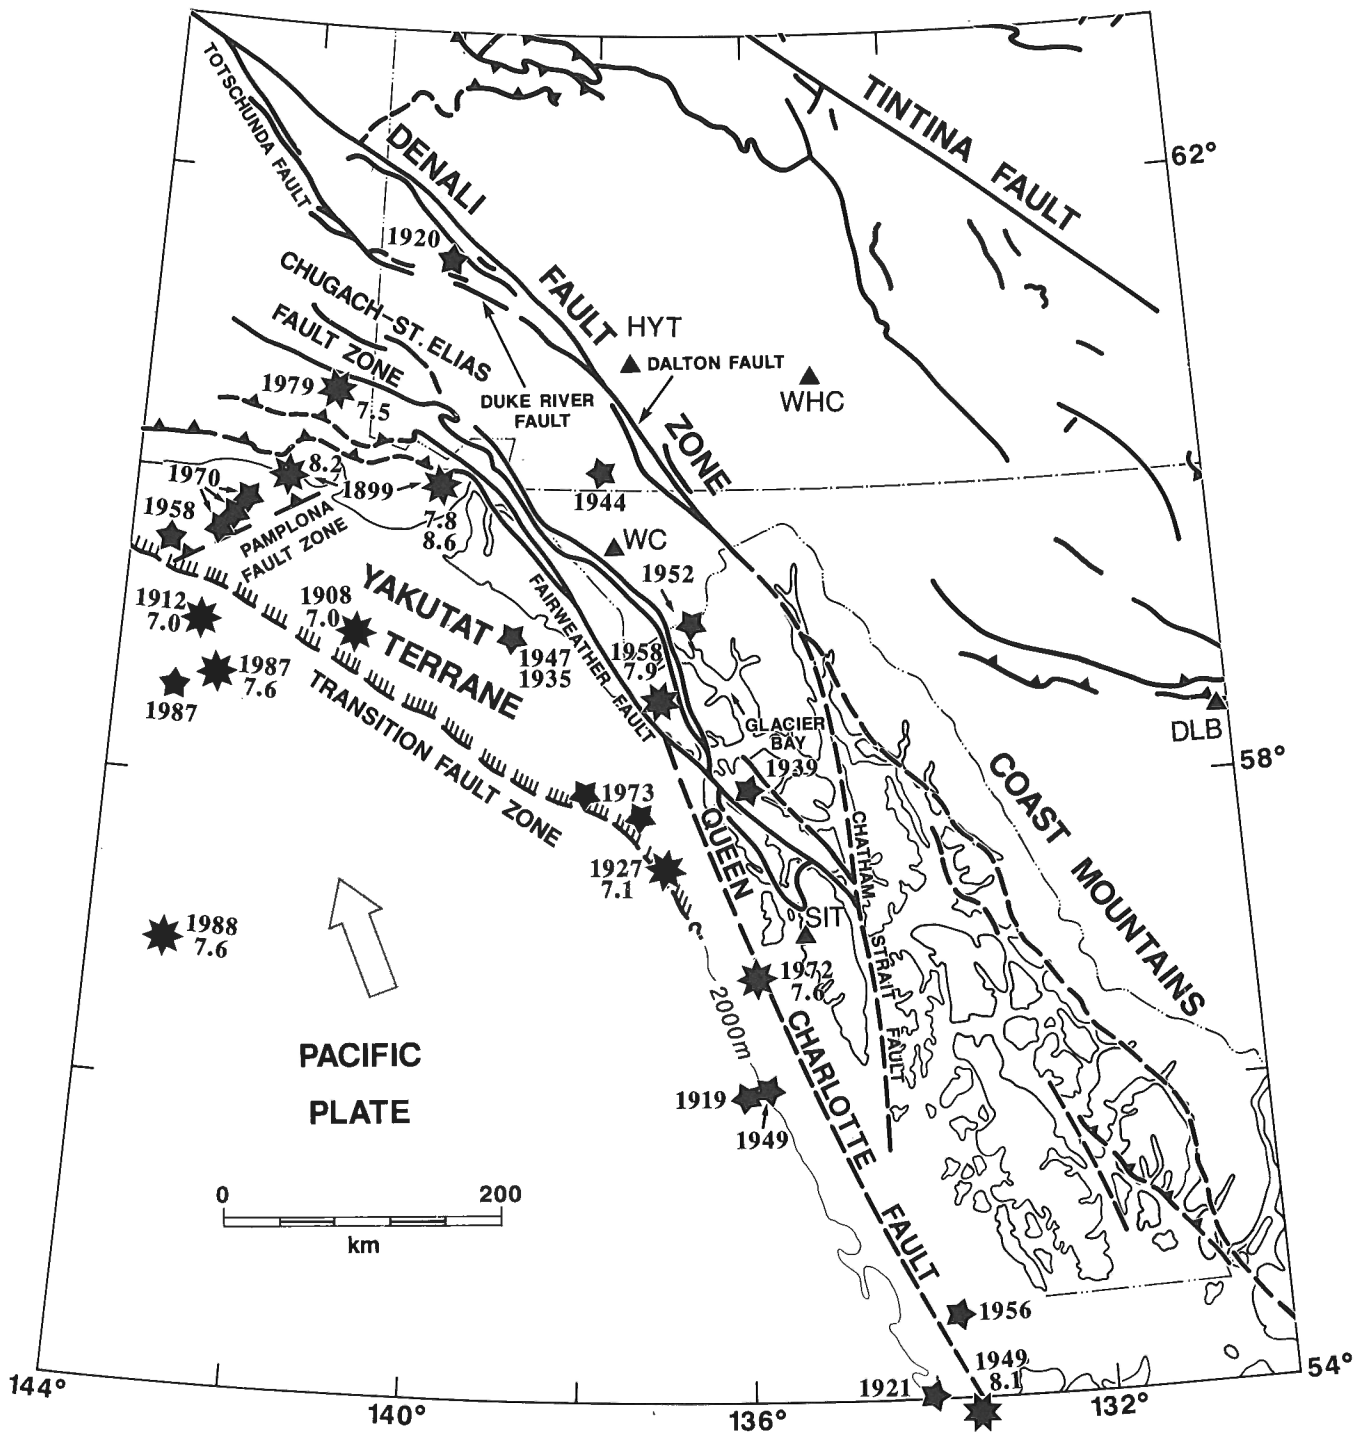 TOTSCHUNDA FAULT
DENALI
FAULT
ZONE
TINTINA FAULT
62°
1920
CHUGACH–ST. ELIAS
FAULT ZONE
HYT
DALTON FAULT
WHC
DUKE RIVER
FAULT
1979
7.5
8.2
1970
1899
1944
1958
7.8
8.6
PAMPLONA
FAULT ZONE
WC
1952
1912
7.0
1908
7.0
YAKUTAT
TERRANE
FAIRWEATHER FAULT
1947
1935
1958
7.9
1987
7.6
1987
TRANSITION FAULT ZONE
GLACIER
BAY
1939
DLB
58°
COAST MOUNTAINS
1973
1927
7.1
QUEEN
CHARLOTTE
FAULT
CHATHAM
STRAIT
FAULT
SIT
1988
7.6
1972
7.6
2000m
PACIFIC
PLATE
1919
1949
0
200
km
1956
1949
8.1
1921
54°
144°
140°
136°
132°